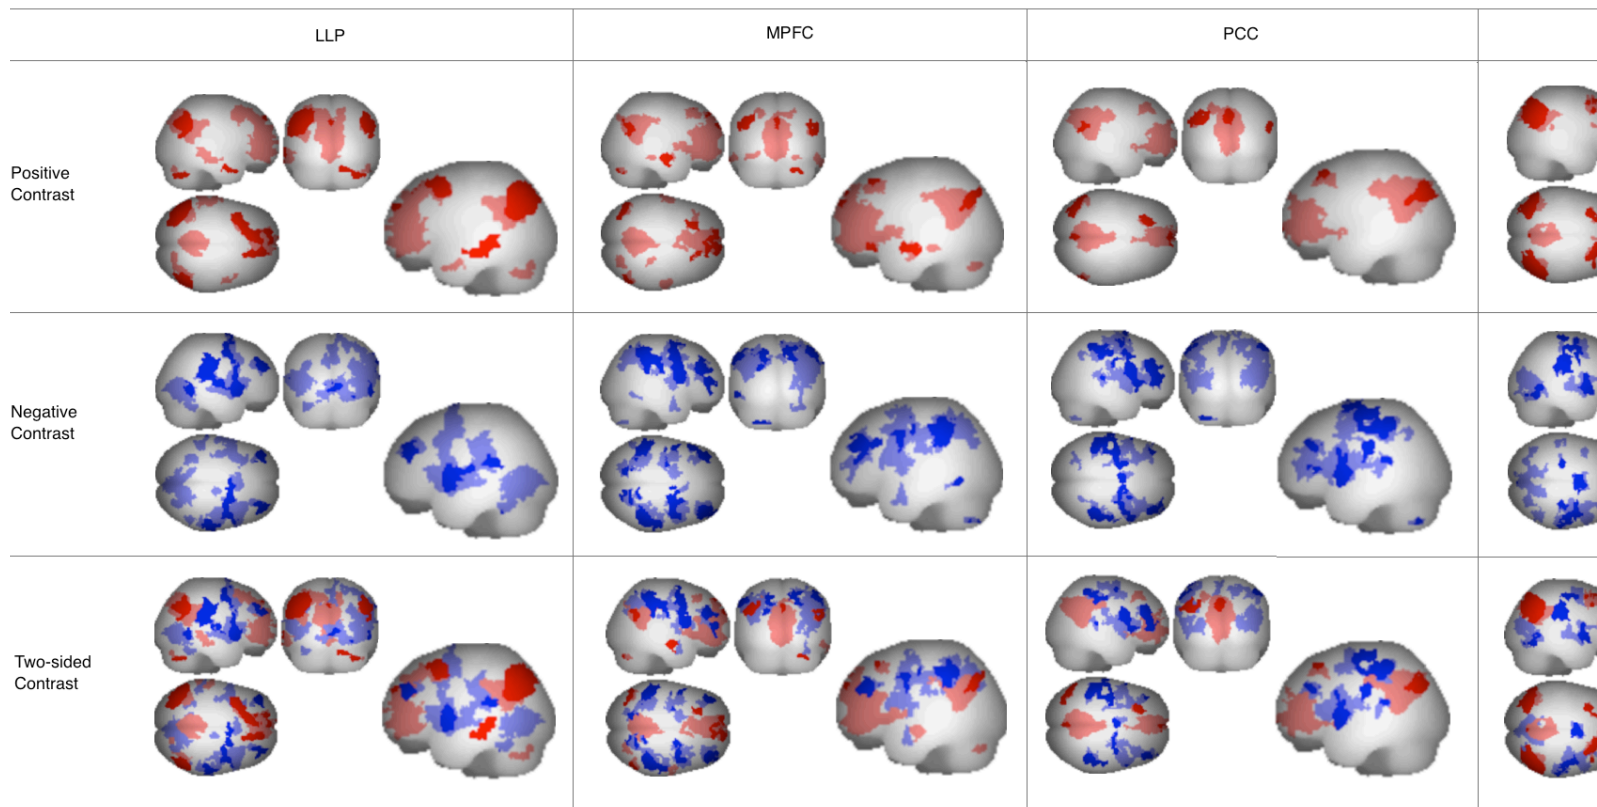 LLP
MPFC
PCC
Positive
Contrast
Negative
Contrast
Two-sided
Contrast